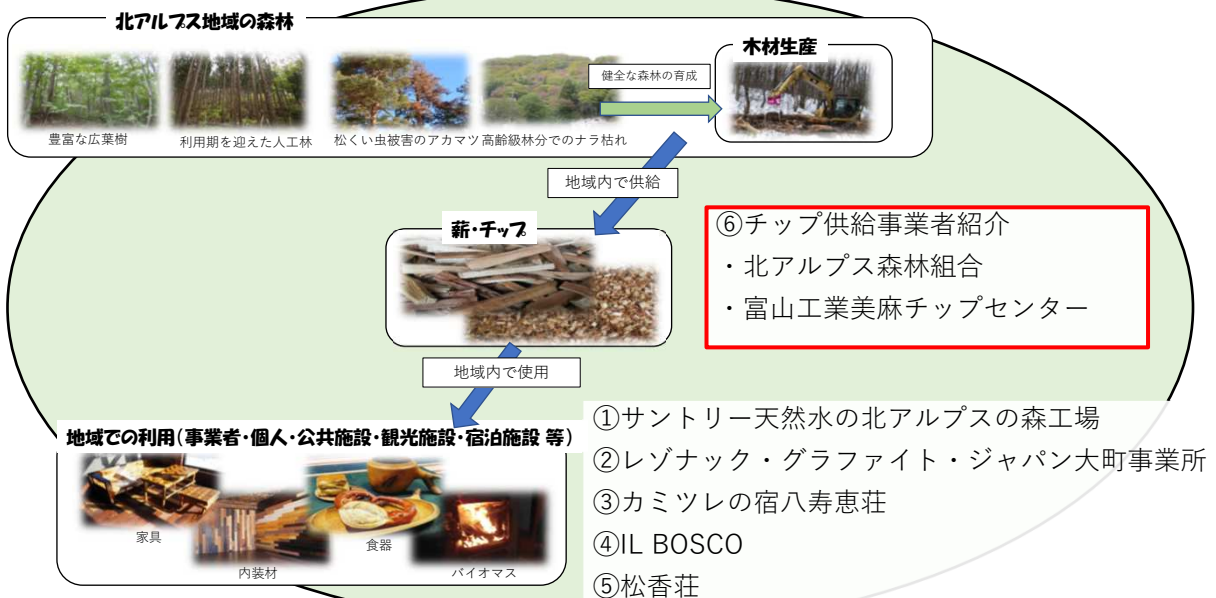 北アルプス地域の森林
木材生産
健全な森林の育成
豊富な広葉樹
利用期を迎えた人工林
松くい虫被害のアカマツ
高齢級林分でのナラ枯れ
地域内で供給
薪・チップ
⑥チップ供給事業者紹介
・北アルプス森林組合
・富山工業美麻チップセンター
地域内で使用
地域での利用(事業者・個人・公共施設・観光施設・宿泊施設 等)
家具
内装材
食器
バイオマス
①サントリー天然水の北アルプスの森工場
②レゾナック・グラファイト・ジャパン大町事業所
③カミツレの宿八寿恵荘
④IL BOSCO
⑤松香荘